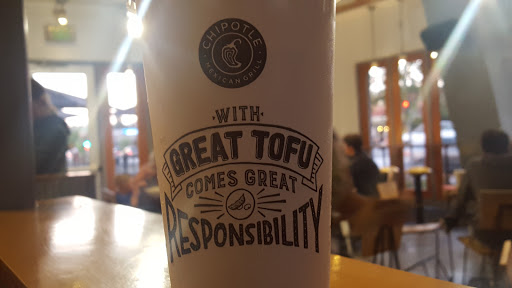 CHIPOTLE
MEXICAN GRILL
·WITH·
GREAT TOFU
COMES GREAT
RESPONSIBILITY